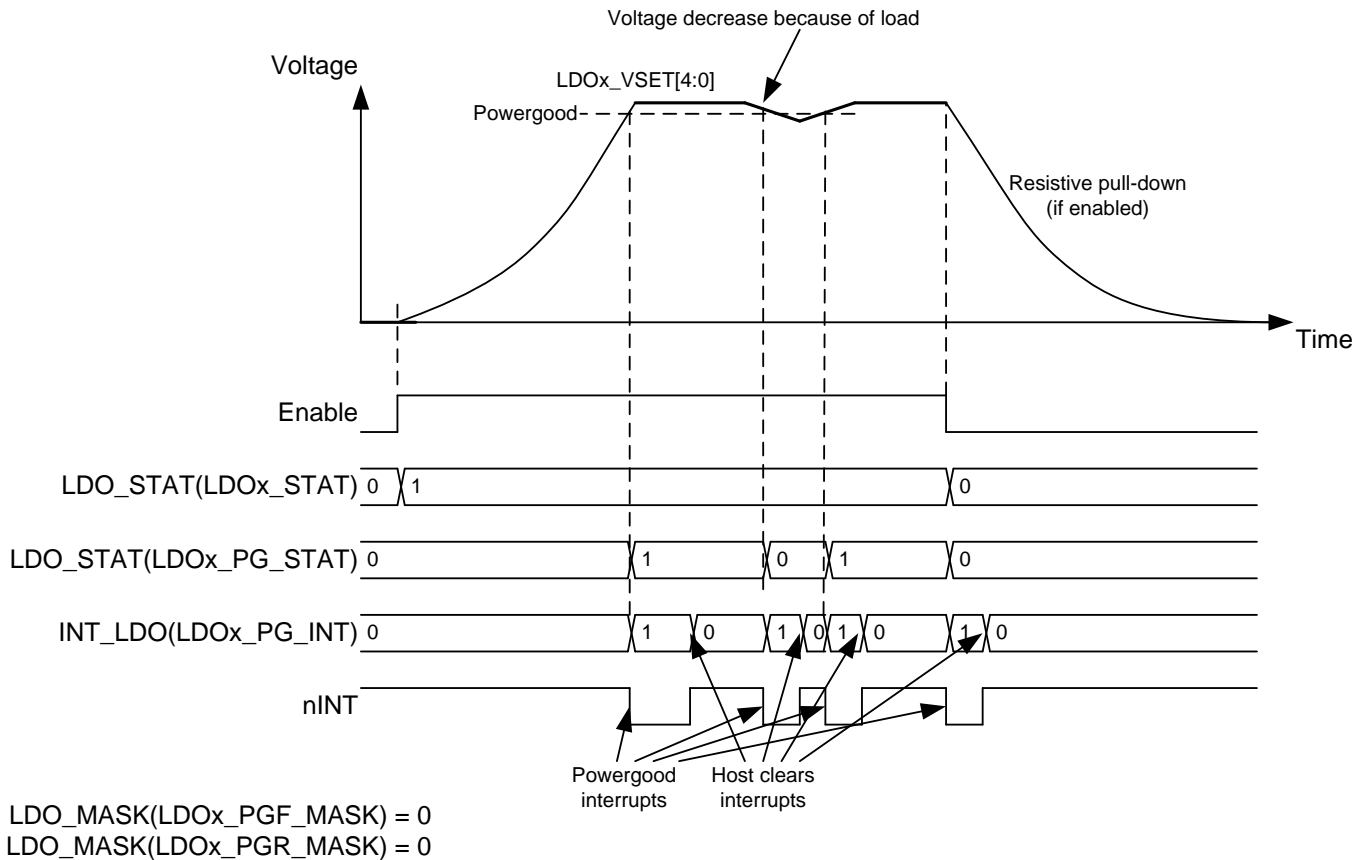 Voltage decrease because of load
Voltage
LDOx_VSET[4:0]
Powergood
Resistive pull-down
(if enabled)
Time
Enable
LDO_STAT(LDOx_STAT) 0 1 0
LDO_STAT(LDOx_PG_STAT) 0 1 0 1 0
INT_LDO(LDOx_PG_INT) 0 1 0 1 0 1 0 1 0
nINT
Powergood
interrupts
Host clears
interrupts
LDO_MASK(LDOx_PGF_MASK) = 0
LDO_MASK(LDOx_PGR_MASK) = 0